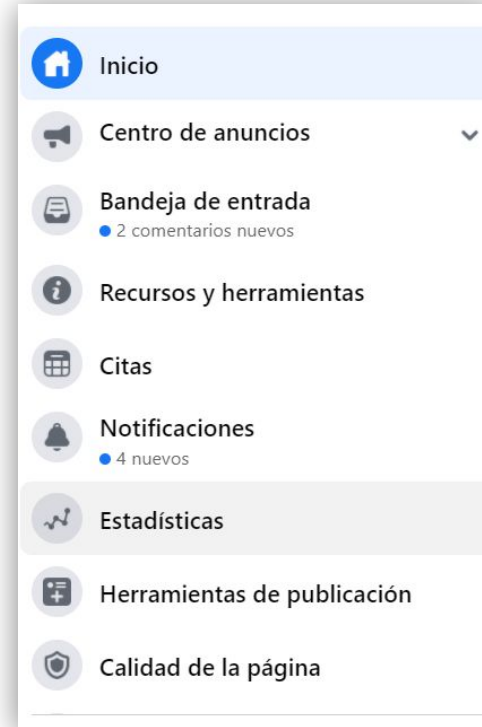 Inicio
Centro de anuncios
Bandeja de entrada
2 comentarios nuevos
Recursos y herramientas
Citas
Notificaciones
4 nuevos
Estadísticas
Herramientas de publicación
Calidad de la página